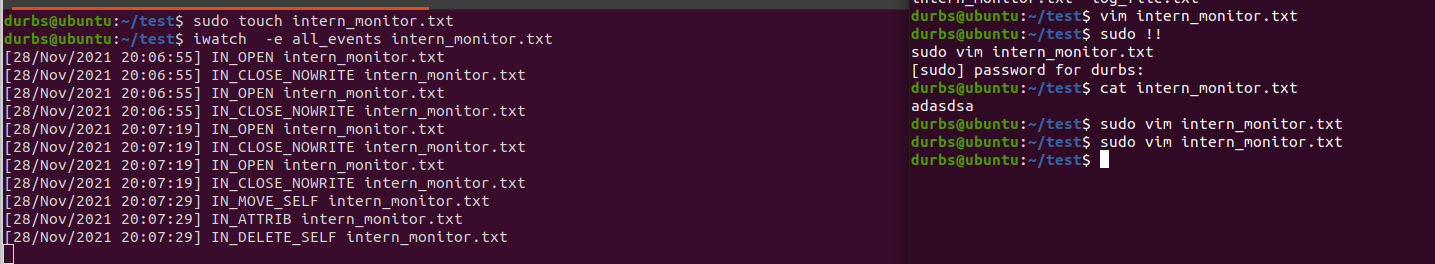 durbs@ubuntu:~/test$ sudo touch intern_monitor.txt
durbs@ubuntu:~/test$ iwatch  -e all_events intern_monitor.txt
[28/Nov/2021 20:06:55] IN_OPEN intern_monitor.txt
[28/Nov/2021 20:06:55] IN_CLOSE_NOWRITE intern_monitor.txt
[28/Nov/2021 20:06:55] IN_OPEN intern_monitor.txt
[28/Nov/2021 20:06:55] IN_CLOSE_NOWRITE intern_monitor.txt
[28/Nov/2021 20:07:19] IN_OPEN intern_monitor.txt
[28/Nov/2021 20:07:19] IN_CLOSE_NOWRITE intern_monitor.txt
[28/Nov/2021 20:07:19] IN_OPEN intern_monitor.txt
[28/Nov/2021 20:07:19] IN_CLOSE_NOWRITE intern_monitor.txt
[28/Nov/2021 20:07:29] IN_MOVE_SELF intern_monitor.txt
[28/Nov/2021 20:07:29] IN_ATTRIB intern_monitor.txt
[28/Nov/2021 20:07:29] IN_DELETE_SELF intern_monitor.txt
intern_monitor.txt  log_file.txt
durbs@ubuntu:~/test$ vim intern_monitor.txt
durbs@ubuntu:~/test$ sudo !!
sudo vim intern_monitor.txt
[sudo] password for durbs:
durbs@ubuntu:~/test$ cat intern_monitor.txt
adasdsa
durbs@ubuntu:~/test$ sudo vim intern_monitor.txt
durbs@ubuntu:~/test$ sudo vim intern_monitor.txt
durbs@ubuntu:~/test$